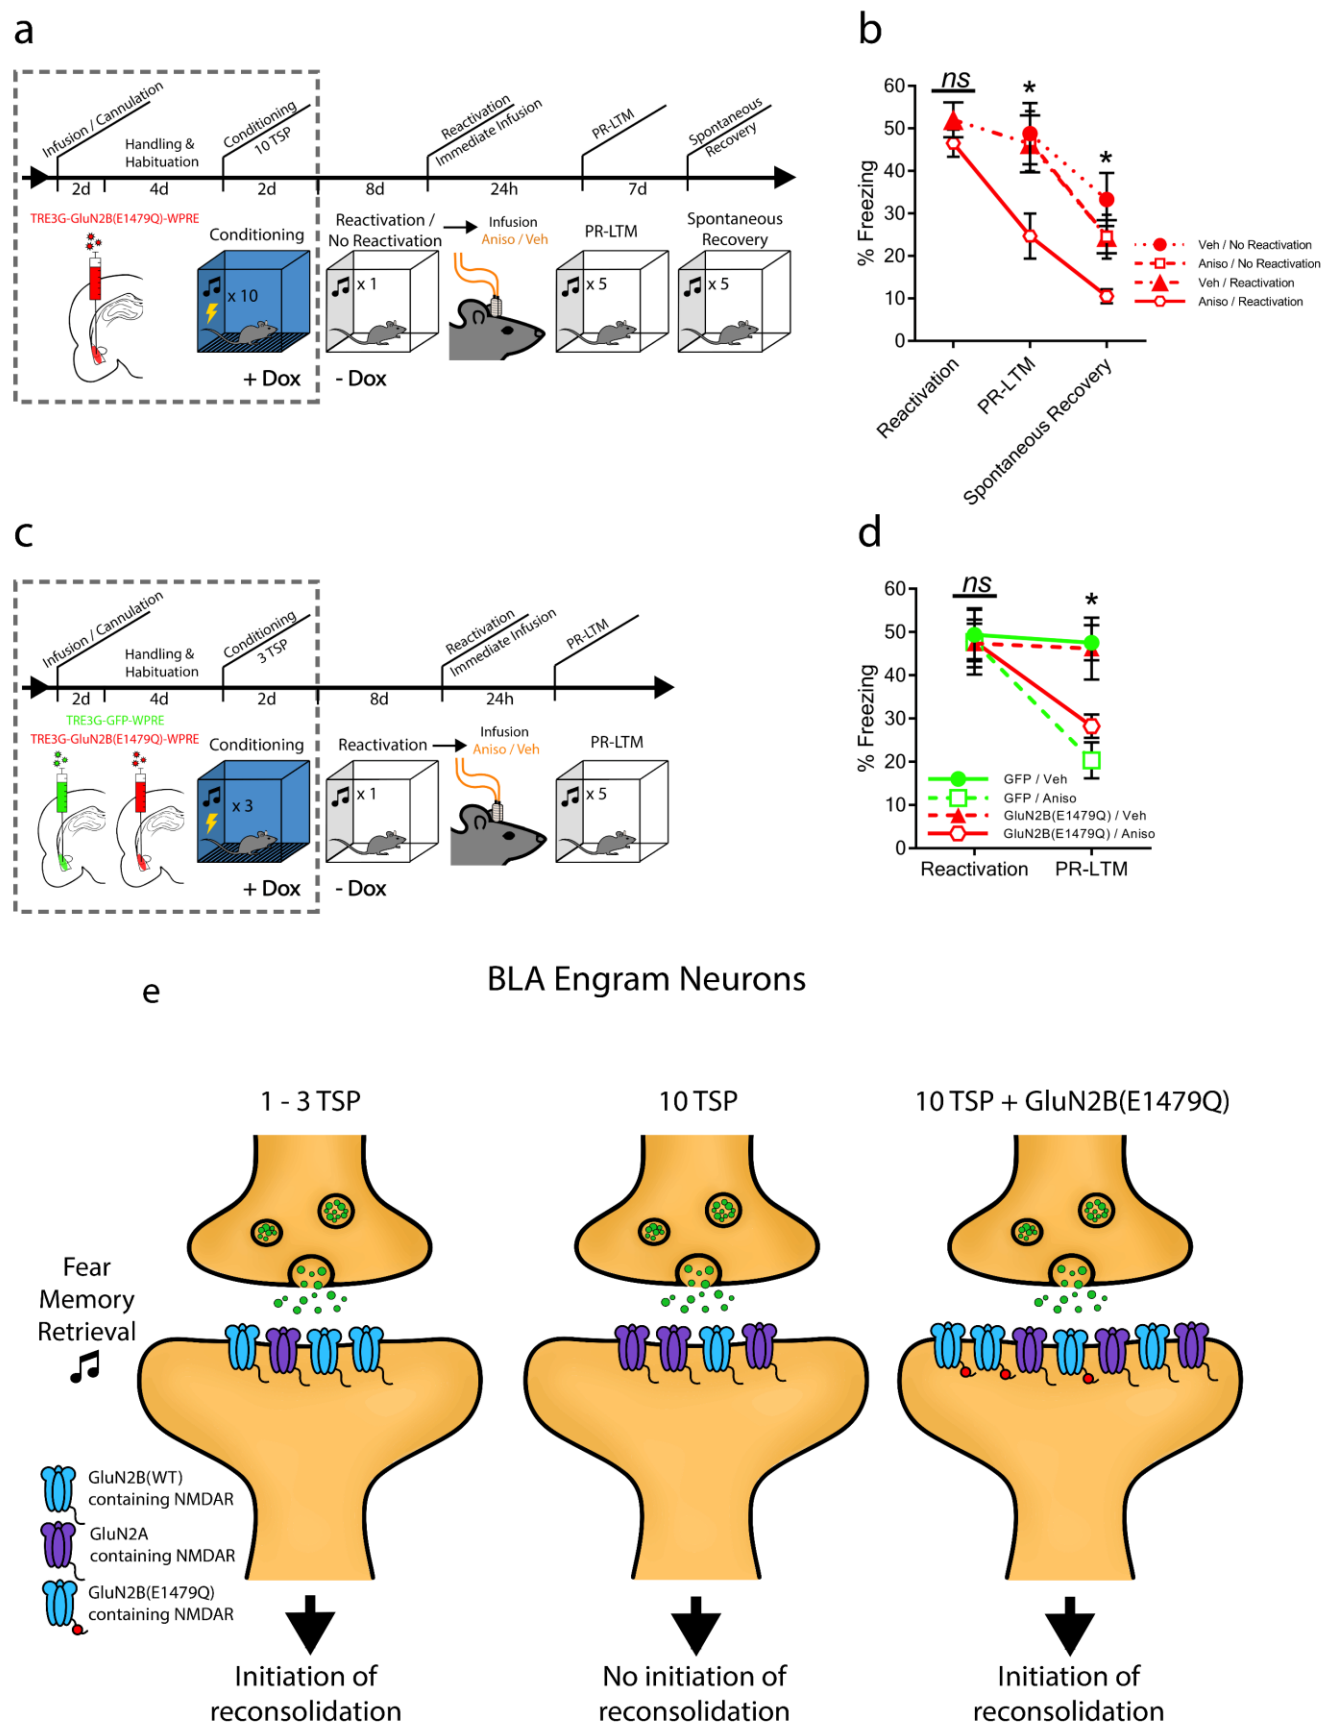 a
Infusion / Cannulation
Handling &
Habituation
Conditioning
10 TSP
Reactivation
Immediate Infusion
PR-LTM
Spontaneous
Recovery
2d
4d
2d
8d
24h
7d
TRE3G-GluN2B(E1479Q)-WPRE
Conditioning
x 10
+ Dox
Reactivation /
No Reactivation
x 1
- Dox
Infusion
Aniso / Veh
PR-LTM
x 5
Spontaneous
Recovery
x 5
b
% Freezing
60
50
40
30
20
10
0
ns
*
*
Reactivation
PR-LTM
Spontaneous Recovery
Veh / No Reactivation
Aniso / No Reactivation
Veh / Reactivation
Aniso / Reactivation
c
Infusion / Cannulation
Handling &
Habituation
Conditioning
3 TSP
Reactivation
Immediate Infusion
PR-LTM
2d
4d
2d
8d
24h
TRE3G-GFP-WPRE
TRE3G-GluN2B(E1479Q)-WPRE
Conditioning
x 3
+ Dox
Reactivation
x 1
- Dox
Infusion
Aniso / Veh
PR-LTM
x 5
d
% Freezing
60
50
40
30
20
10
0
ns
*
GFP / Veh
GFP / Aniso
GluN2B(E1479Q) / Veh
GluN2B(E1479Q) / Aniso
Reactivation
PR-LTM
e
BLA Engram Neurons
1 - 3 TSP
10 TSP
10 TSP + GluN2B(E1479Q)
Fear
Memory
Retrieval
GluN2B(WT)
containing NMDAR
GluN2A
containing NMDAR
GluN2B(E1479Q)
containing NMDAR
Initiation of
reconsolidation
No initiation of
reconsolidation
Initiation of
reconsolidation